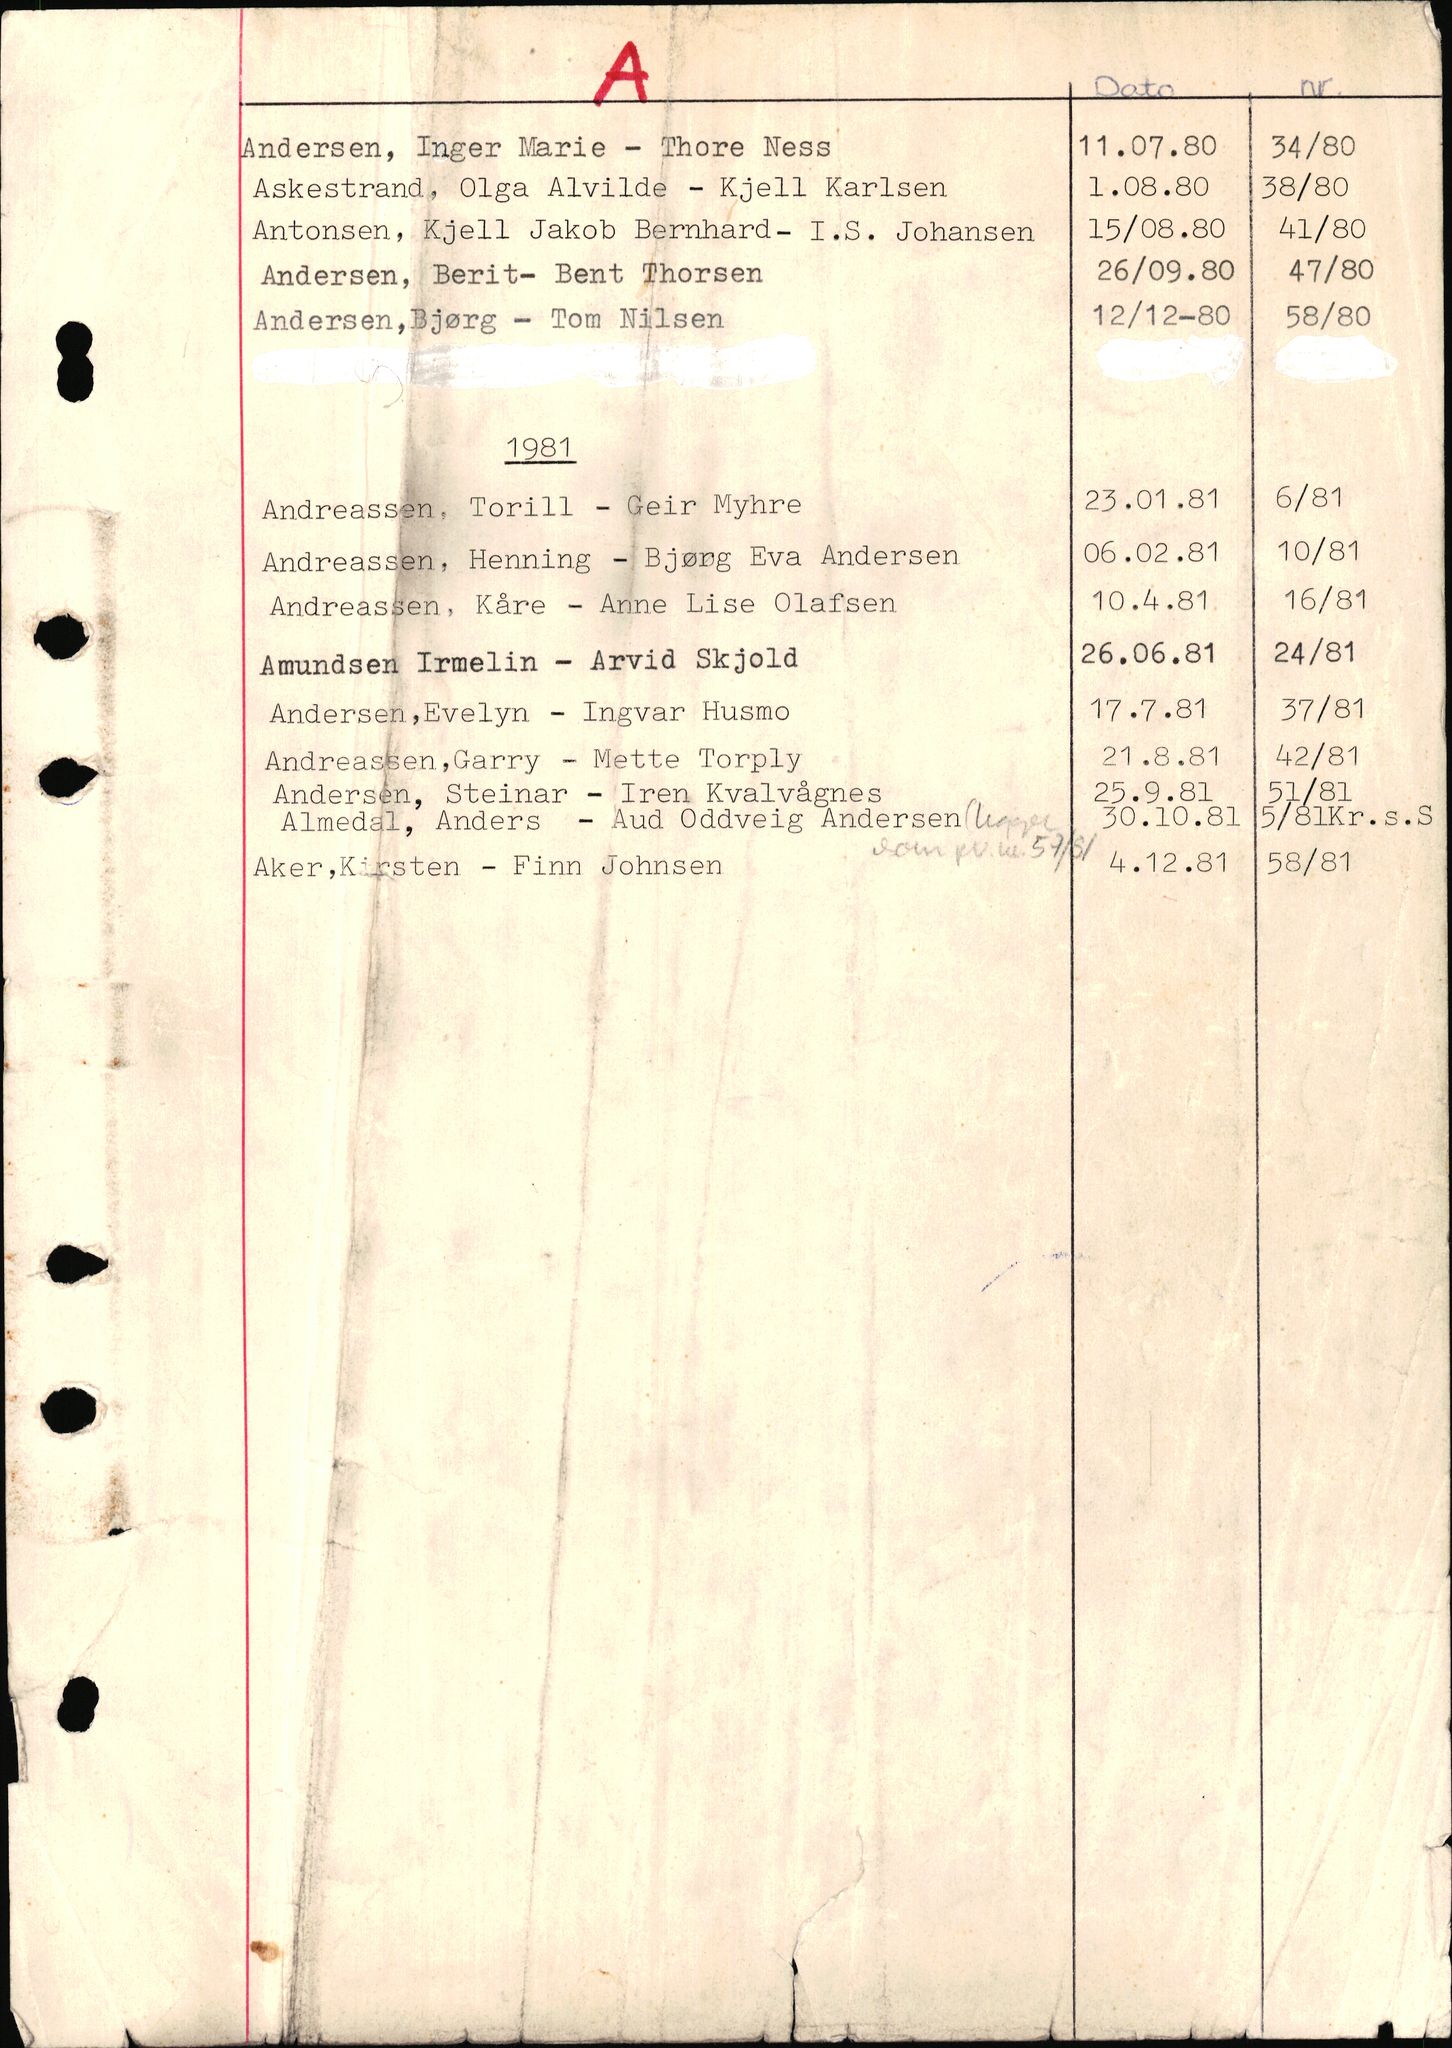 A
Dato nr.
Andersen, Inger Marie - Thore Ness 11.07.80 34/80
Askestrand, Olga Alvilde - Kjell Karlsen 1.08.80 38/80
Antonsen, Kjell Jakob Bernhard- I.S. Johansen 15/08.80 41/80
Andersen, Berit- Bent Thorsen 26/09.80 47/80
Andersen,Bjørg - Tom Nilsen 12/12-80 58/80
1981
Andreassen, Torill - Geir Myhre 23.01.81 6/81
Andreassen, Henning - Bjørg Eva Andersen 06.02.81 10/81
Andreassen, Kåre - Anne Lise Olafsen 10.4.81 16/81
Amundsen Irmelin - Arvid Skjold 26.06.81 24/81
Andersen,Evelyn - Ingvar Husmo 17.7.81 37/81
Andreassen,Garry - Mette Torply 21.8.81 42/81
Andersen, Steinar - Iren Kvalvågnes 25.9.81 51/81
Almedal, Anders - Aud Oddveig Andersen 30.10.81 5/81Kr.s.S
som
Aker,Kirsten - Finn Johnsen 4.12.81 58/81